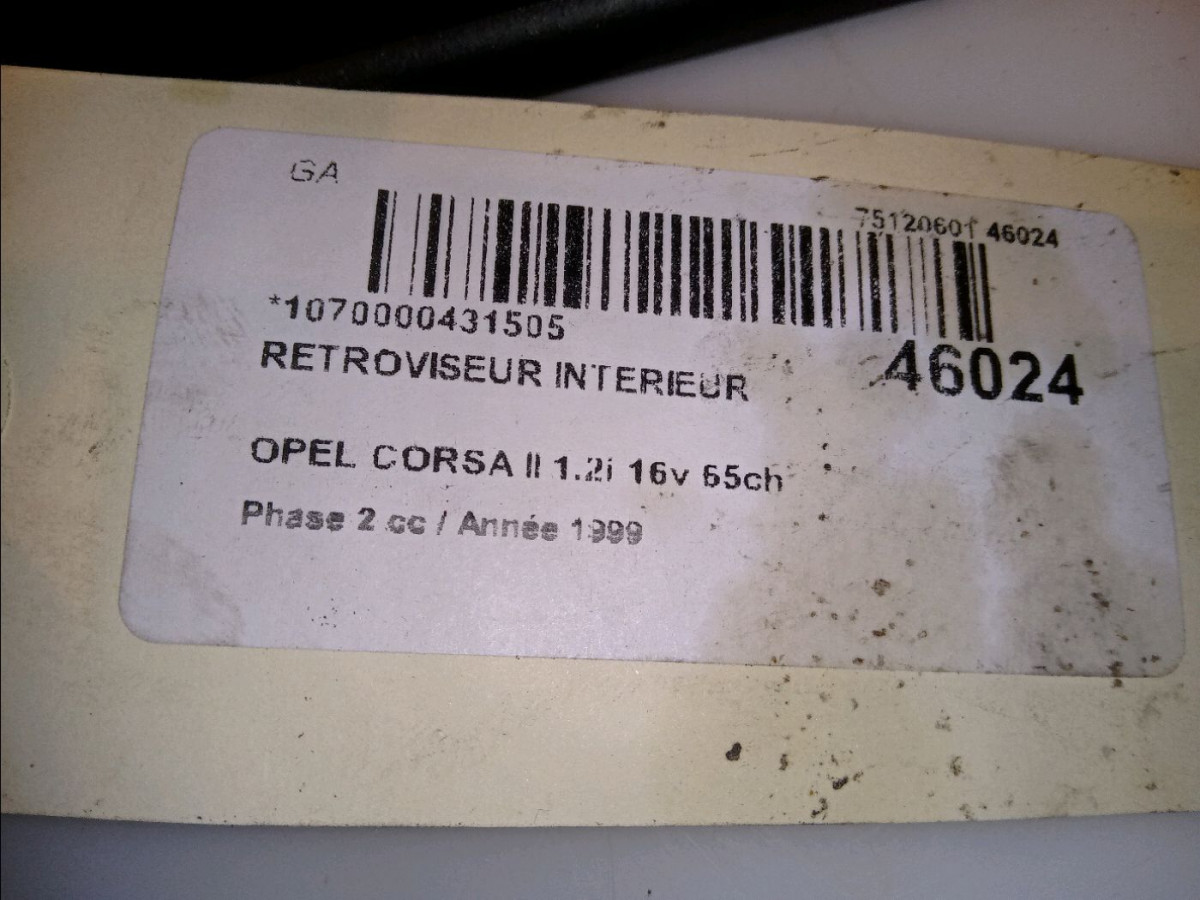 GA
75120601 46024
*1070000431505
RETROVISEUR INTERIEUR
46024
OPEL CORSA II 1.2i 16v 65ch
Phase 2 cc / Année 1999